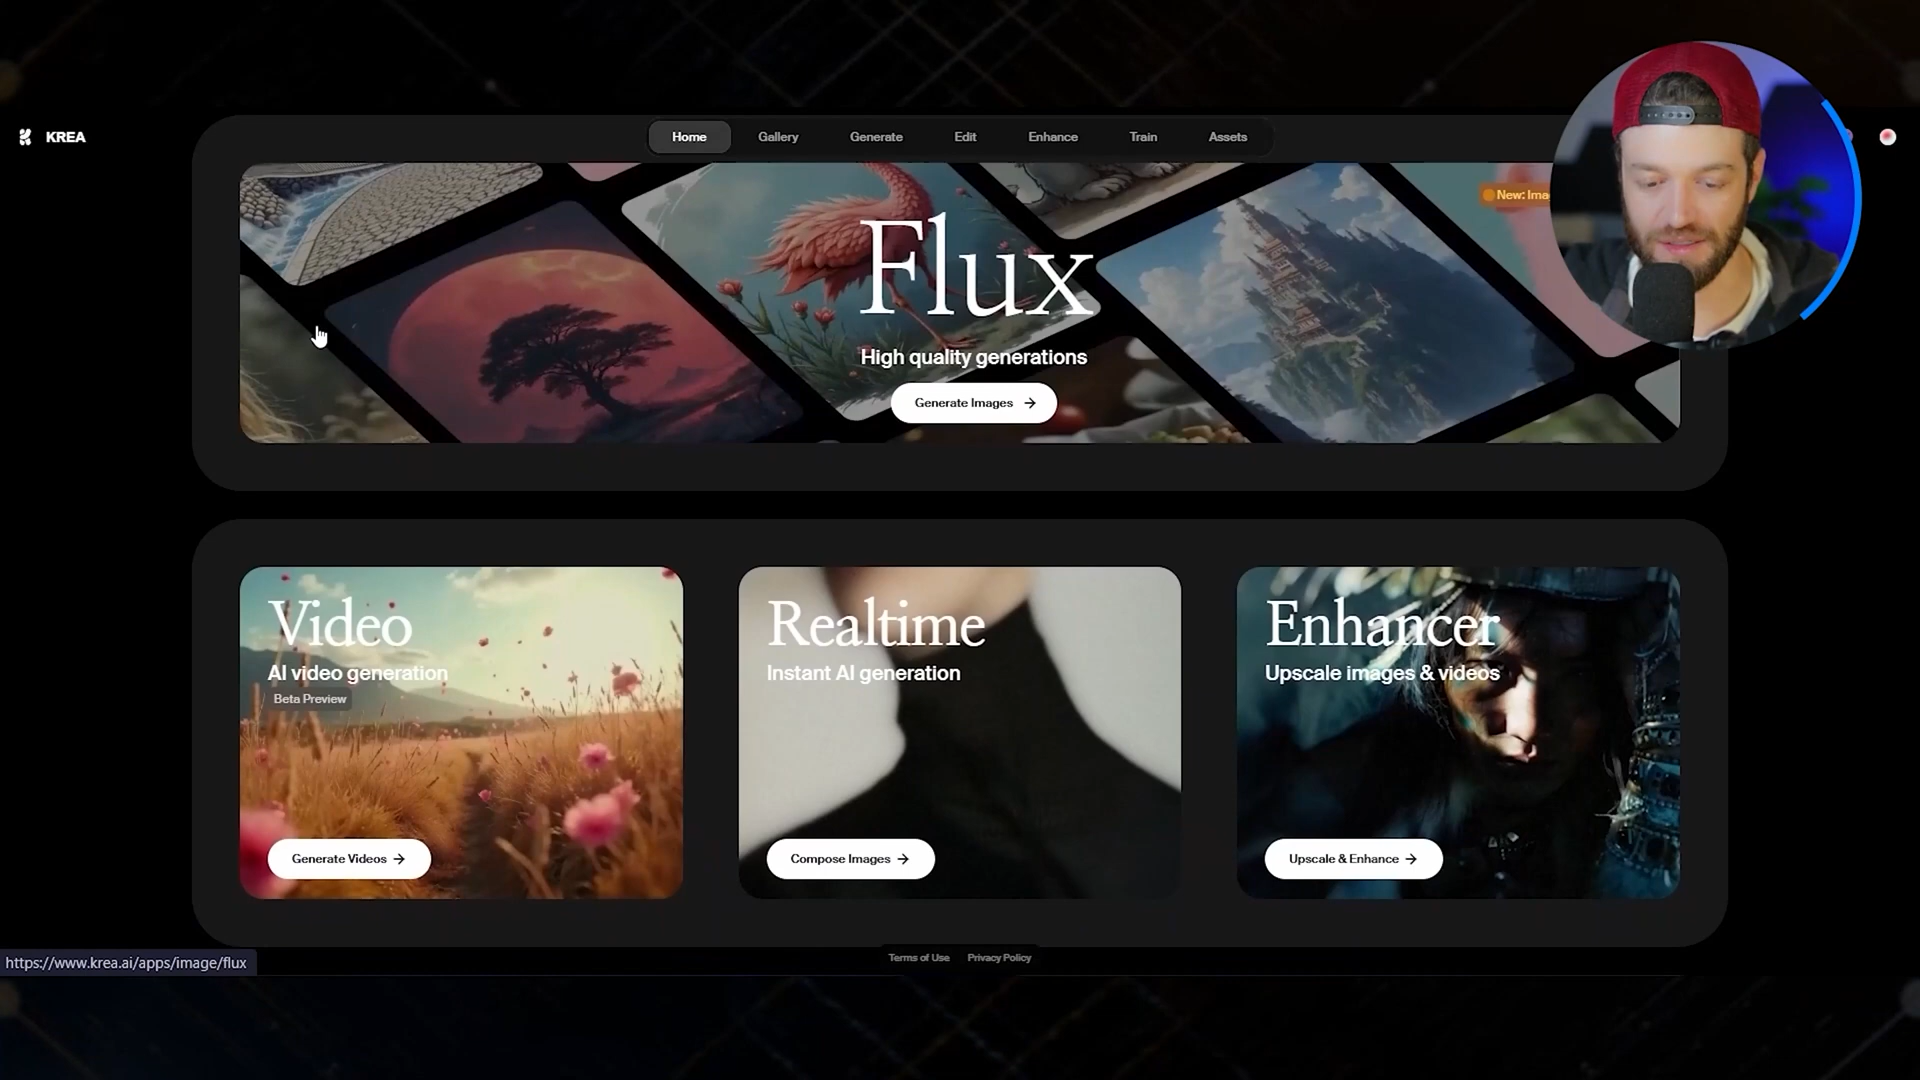 KREA
Home Gallery Generate Edit Enhance Train Assets
New: Ima
Flux
High quality generations
Generate Images
Video
AI video generation
Beta Preview
Generate Videos
Realtime
Instant AI generation
Compose Images
Enhancer
Upscale images & videos
Upscale & Enhance
https://www.krea.ai/apps/image/flux
Terms of Use Privacy Policy